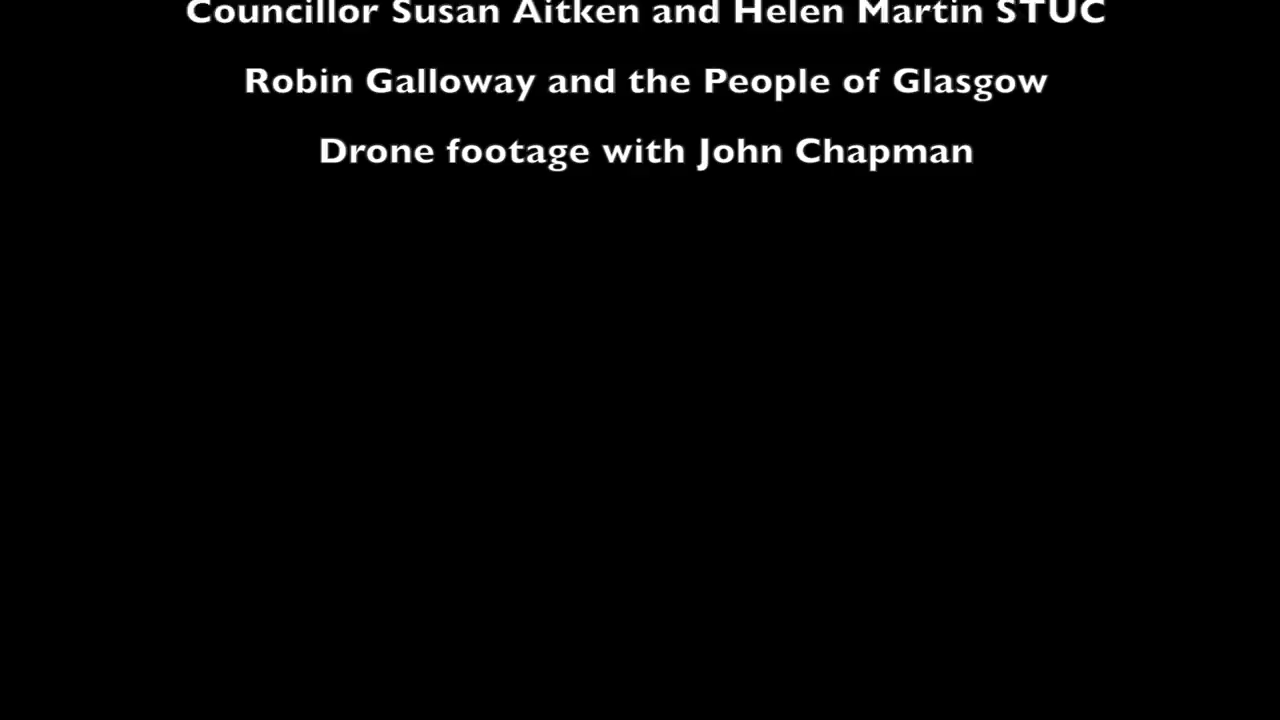 Councillor Susan Aitken and Helen Martin STUC
Robin Galloway and the People of Glasgow
Drone footage with John Chapman